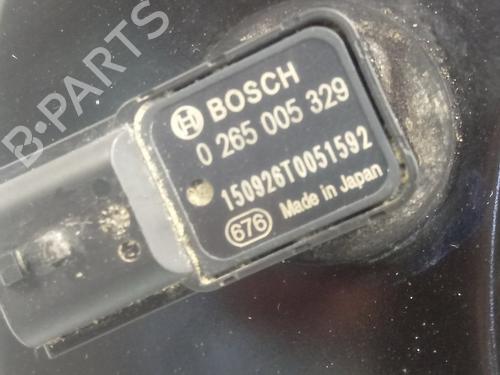 B-PARTS
BOSCH
0 265 005 329
150926T0051592
676 Made in Japan